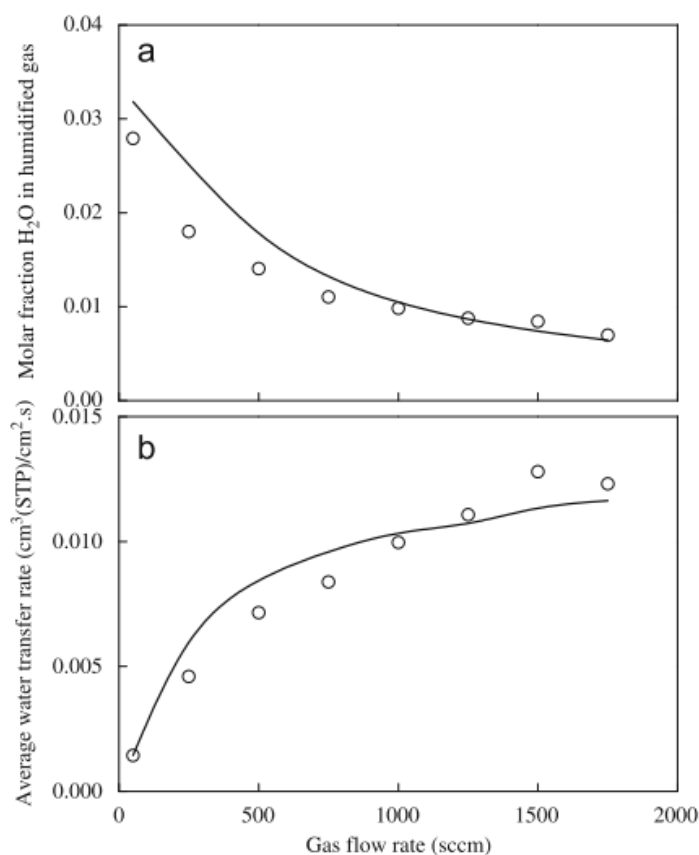 0.04
a
0.03
0.02
0.01
0.00
Molar fraction H₂O in humidified gas
0.015
b
0.010
0.005
0.000
Average water transfer rate (cm³(STP)/cm².s)
0 500 1000 1500 2000
Gas flow rate (sccm)